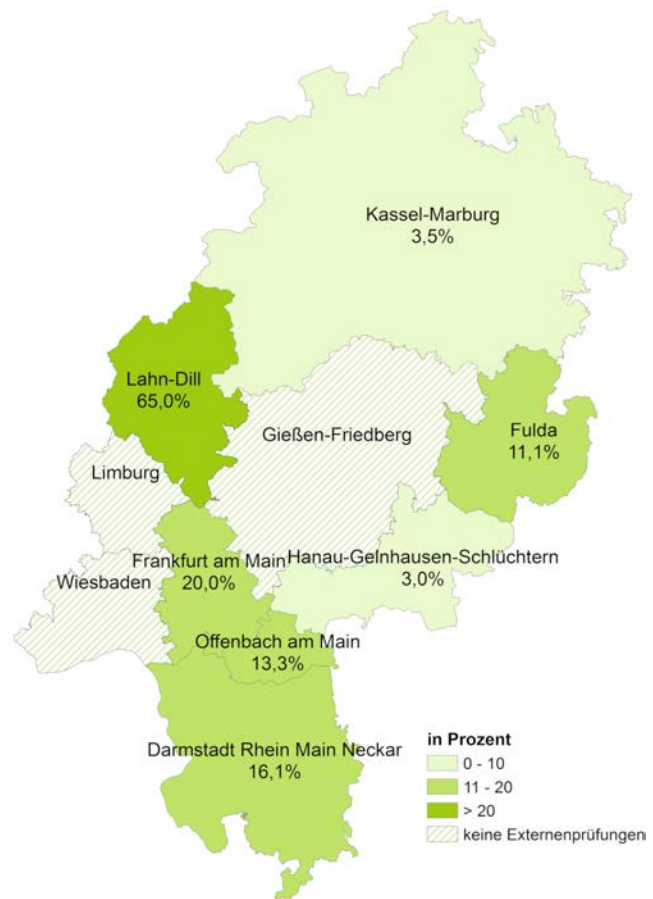 Kassel-Marburg
3,5%
Lahn-Dill
65,0%
Gießen-Friedberg
Fulda
11,1%
Limburg
Frankfurt am Main
20,0%
Hanau-Gelnhausen-Schlüchtern
3,0%
Wiesbaden
Offenbach am Main
13,3%
Darmstadt Rhein Main Neckar
16,1%
in Prozent
0 - 10
11 - 20
> 20
keine Externenprüfungen